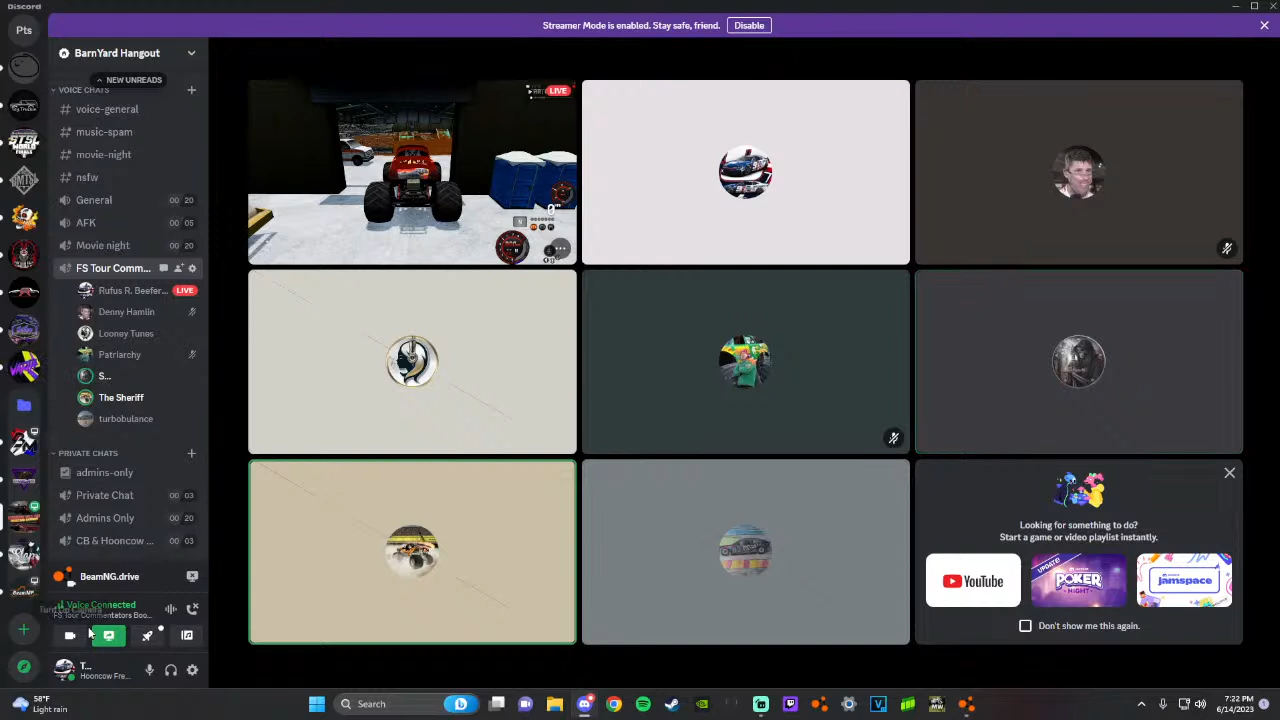 Discord
Streamer Mode is enabled. Stay safe, friend.
Disable
Pts
BarnYard Hangout
NEW UNREADS
VOICE CHATS
voice-general
music-spam
movie-night
nsfw
General 00 20
AFK 00 05
Movie night 00 20
FS Tour Comm...
Rufus R. Beefer... LIVE
Denny Hamlin
Looney Tunes
Patriarchy
S...
The Sheriff
turbobulance
PRIVATE CHATS
admins-only
Private Chat 00 03
Admins Only 00 20
CB & Hooncow ... 00 03
BeamNG.drive
Voice Connected
FS Tour Commentators Boo...
T...
Hooncow Fre...
LIVE
N
Looking for something to do?
Start a game or video playlist instantly.
YouTube
UPDATE
POKER
NIGHT
jamspace
Don't show me this again.
58°F
Light rain
Search
7:22 PM
6/14/2023